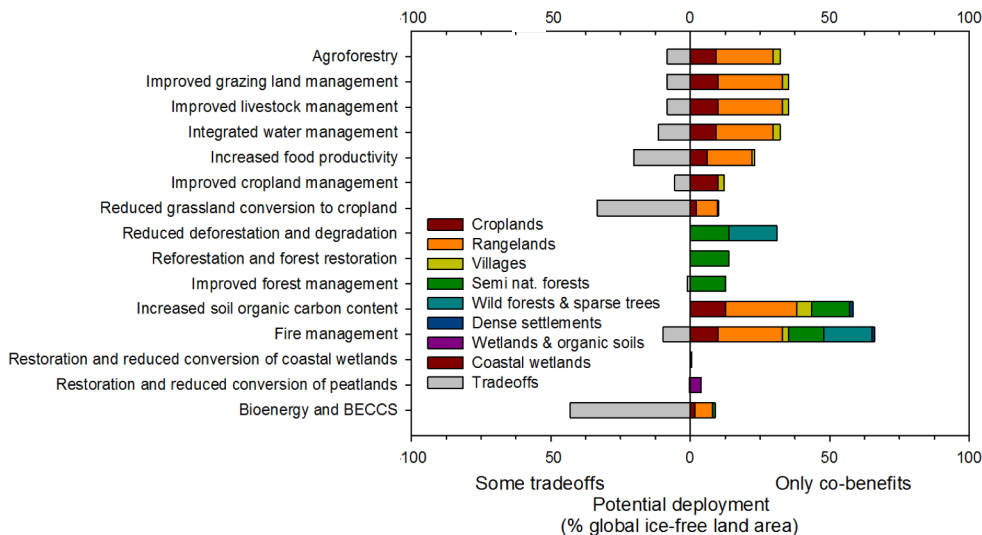 -100 50 0 50 100
Agroforestry
Improved grazing land management
Improved livestock management
Integrated water management
Increased food productivity
Improved cropland management
Reduced grassland conversion to cropland
Reduced deforestation and degradation
Reforestation and forest restoration
Improved forest management
Increased soil organic carbon content
Fire management
Restoration and reduced conversion of coastal wetlands
Restoration and reduced conversion of peatlands
Bioenergy and BECCS
Croplands
Rangelands
Villages
Semi nat. forests
Wild forests & sparse trees
Dense settlements
Wetlands & organic soils
Coastal wetlands
Tradeoffs
-100 50 0 50 100
Some tradeoffs Only co-benefits
Potential deployment
(% global ice-free land area)